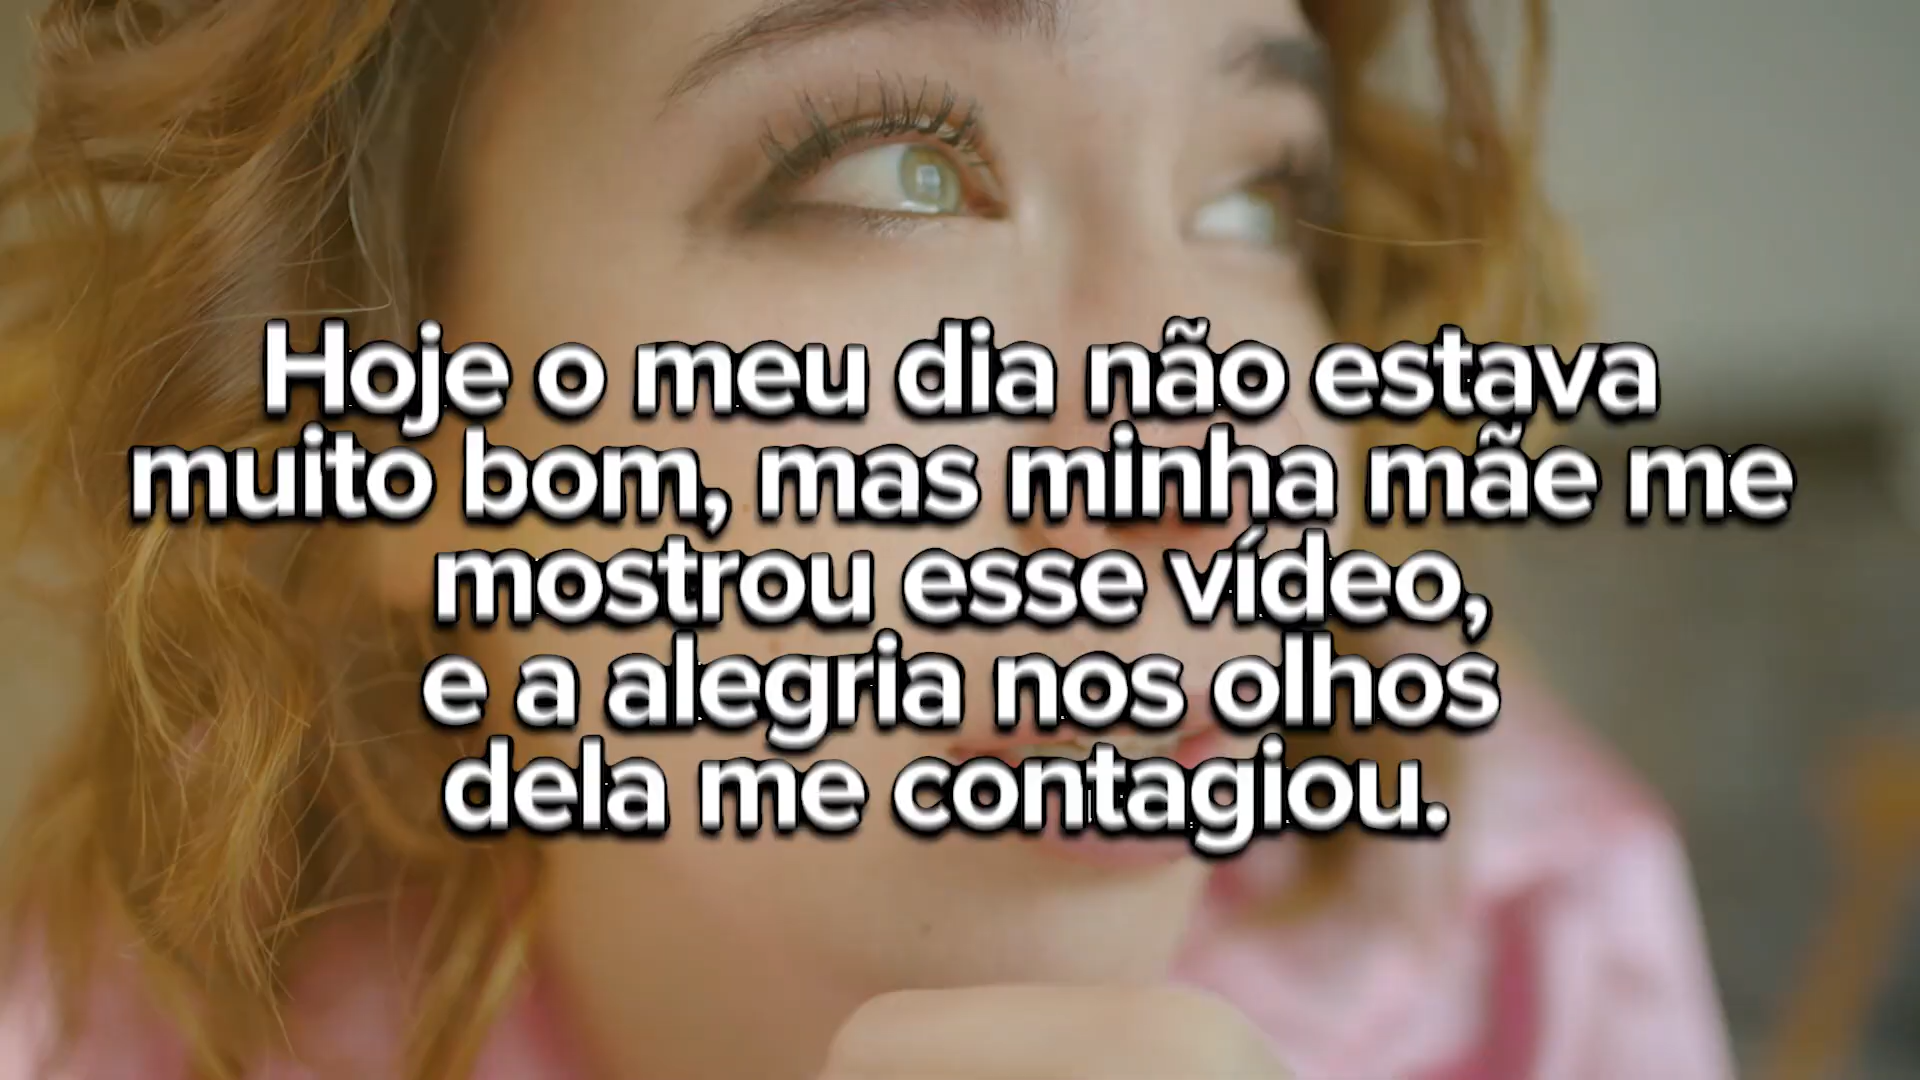 Hoje o meu dia não estava
muito bom, mas minha mãe me
mostrou esse vídeo,
e a alegria nos olhos
dela me contagiou.